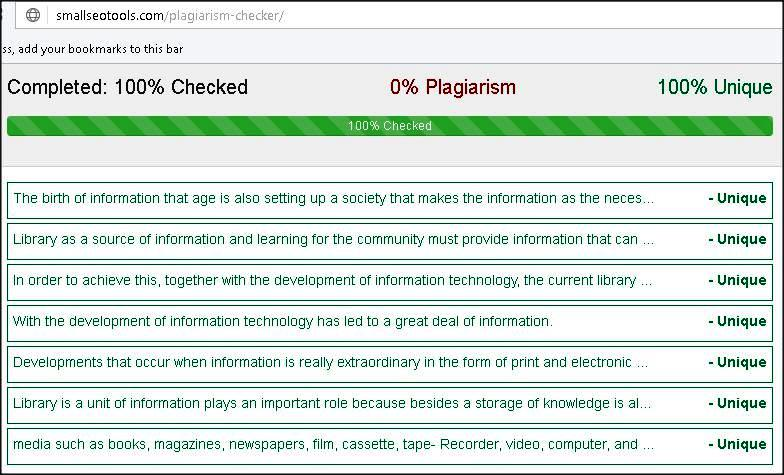 smallseotools.com/plagiarism-checker/
ss, add your bookmarks to this bar
Completed: 100% Checked 0% Plagiarism 100% Unique
100% Checked
The birth of information that age is also setting up a society that makes the information as the neces... - Unique
Library as a source of information and learning for the community must provide information that can ... - Unique
In order to achieve this, together with the development of information technology, the current library ... - Unique
With the development of information technology has led to a great deal of information. - Unique
Developments that occur when information is really extraordinary in the form of print and electronic ... - Unique
Library is a unit of information plays an important role because besides a storage of knowledge is al... - Unique
media such as books, magazines, newspapers, film, cassette, tape- Recorder, video, computer, and ... - Unique